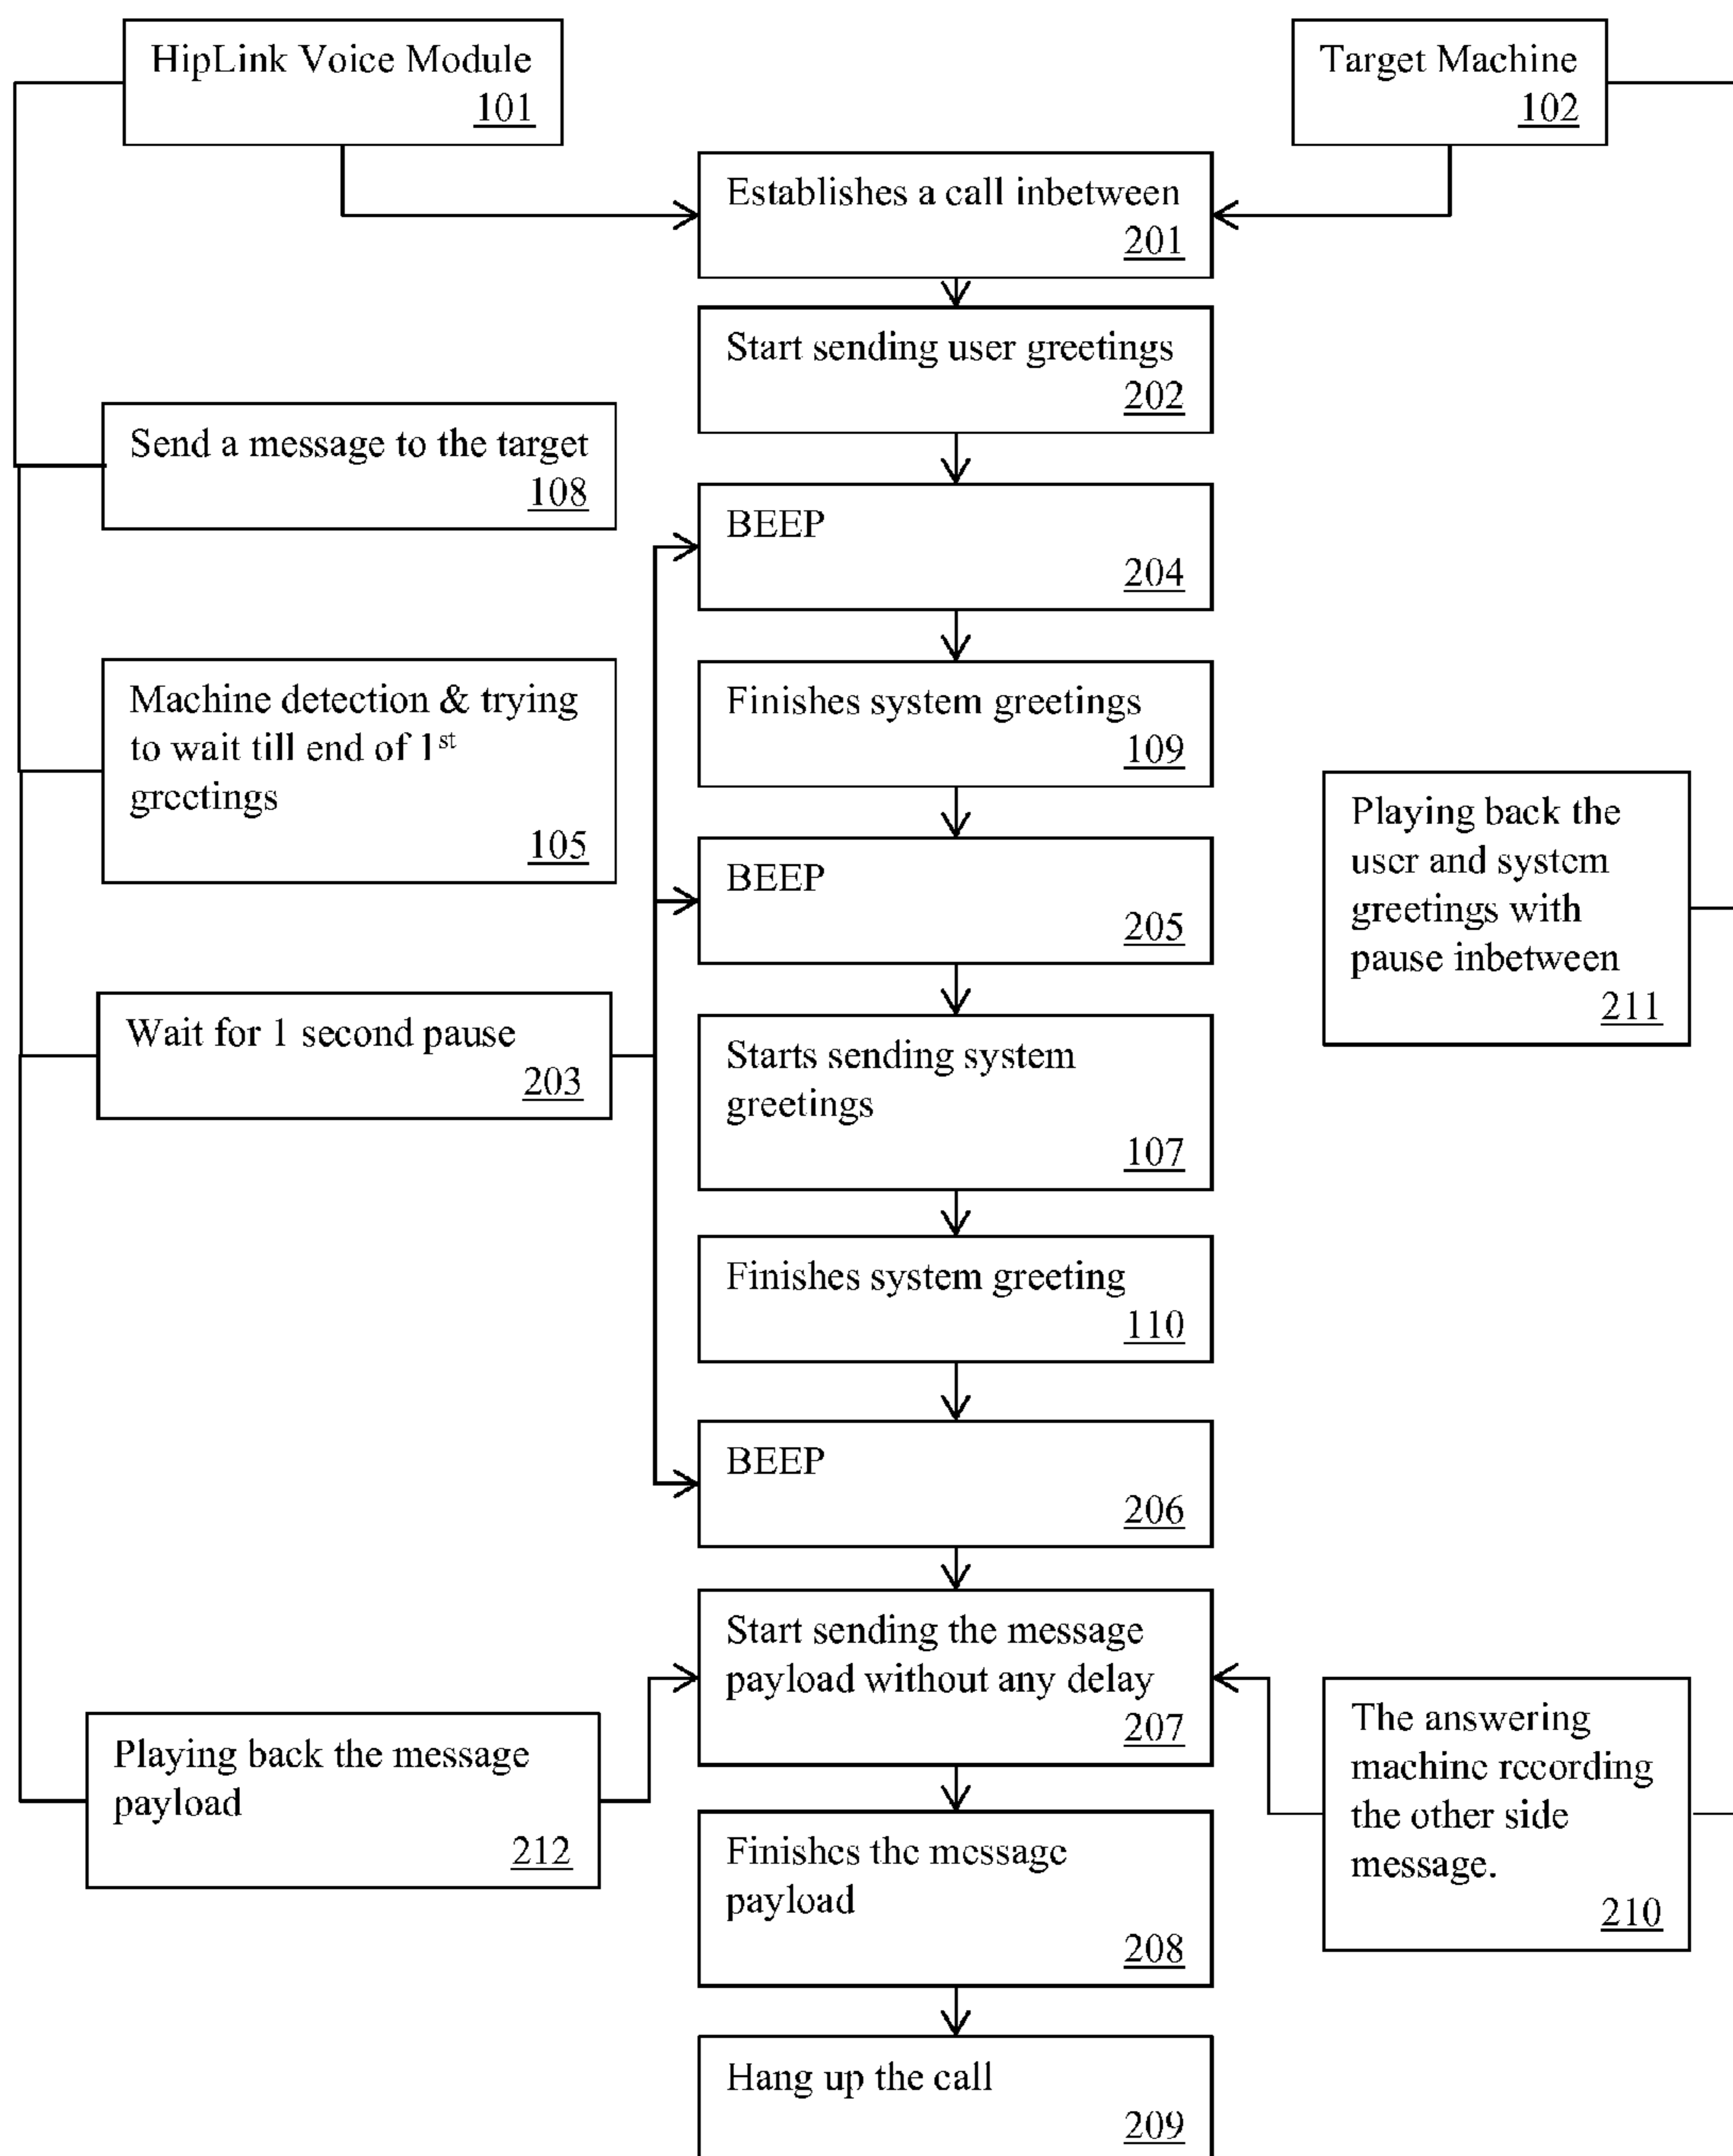 HipLink Voice Module
101
Target Machine
102
Establishes a call inbetween
201
Start sending user greetings
202
Send a message to the target
108
BEEP
204
Machine detection & trying
to wait till end of 1st
greetings
105
Finishes system greetings
109
Playing back the
user and system
greetings with
pause inbetween
211
BEEP
205
Wait for 1 second pause
203
Starts sending system
greetings
107
Finishes system greeting
110
BEEP
206
Start sending the message
payload without any delay
207
Playing back the message
payload
212
The answering
machine recording
the other side
message.
210
Finishes the message
payload
208
Hang up the call
209